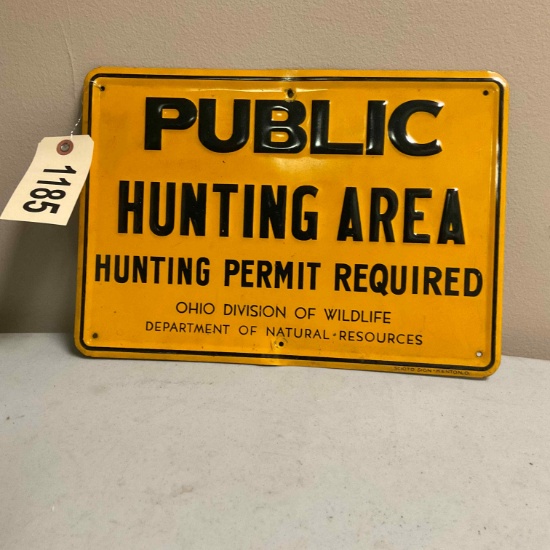 PUBLIC
HUNTING AREA
HUNTING PERMIT REQUIRED
OHIO DIVISION OF WILDLIFE
DEPARTMENT OF NATURAL-RESOURCES
1185